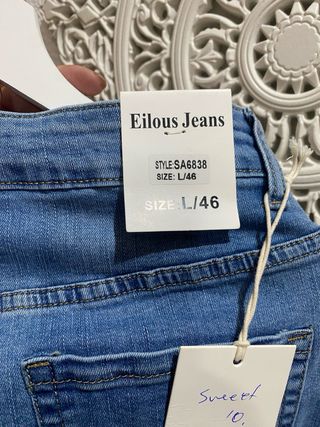 Eilous Jeans
STYLE:SA6838
SIZE: L/46
SIZE:L/46
Sweet
10,